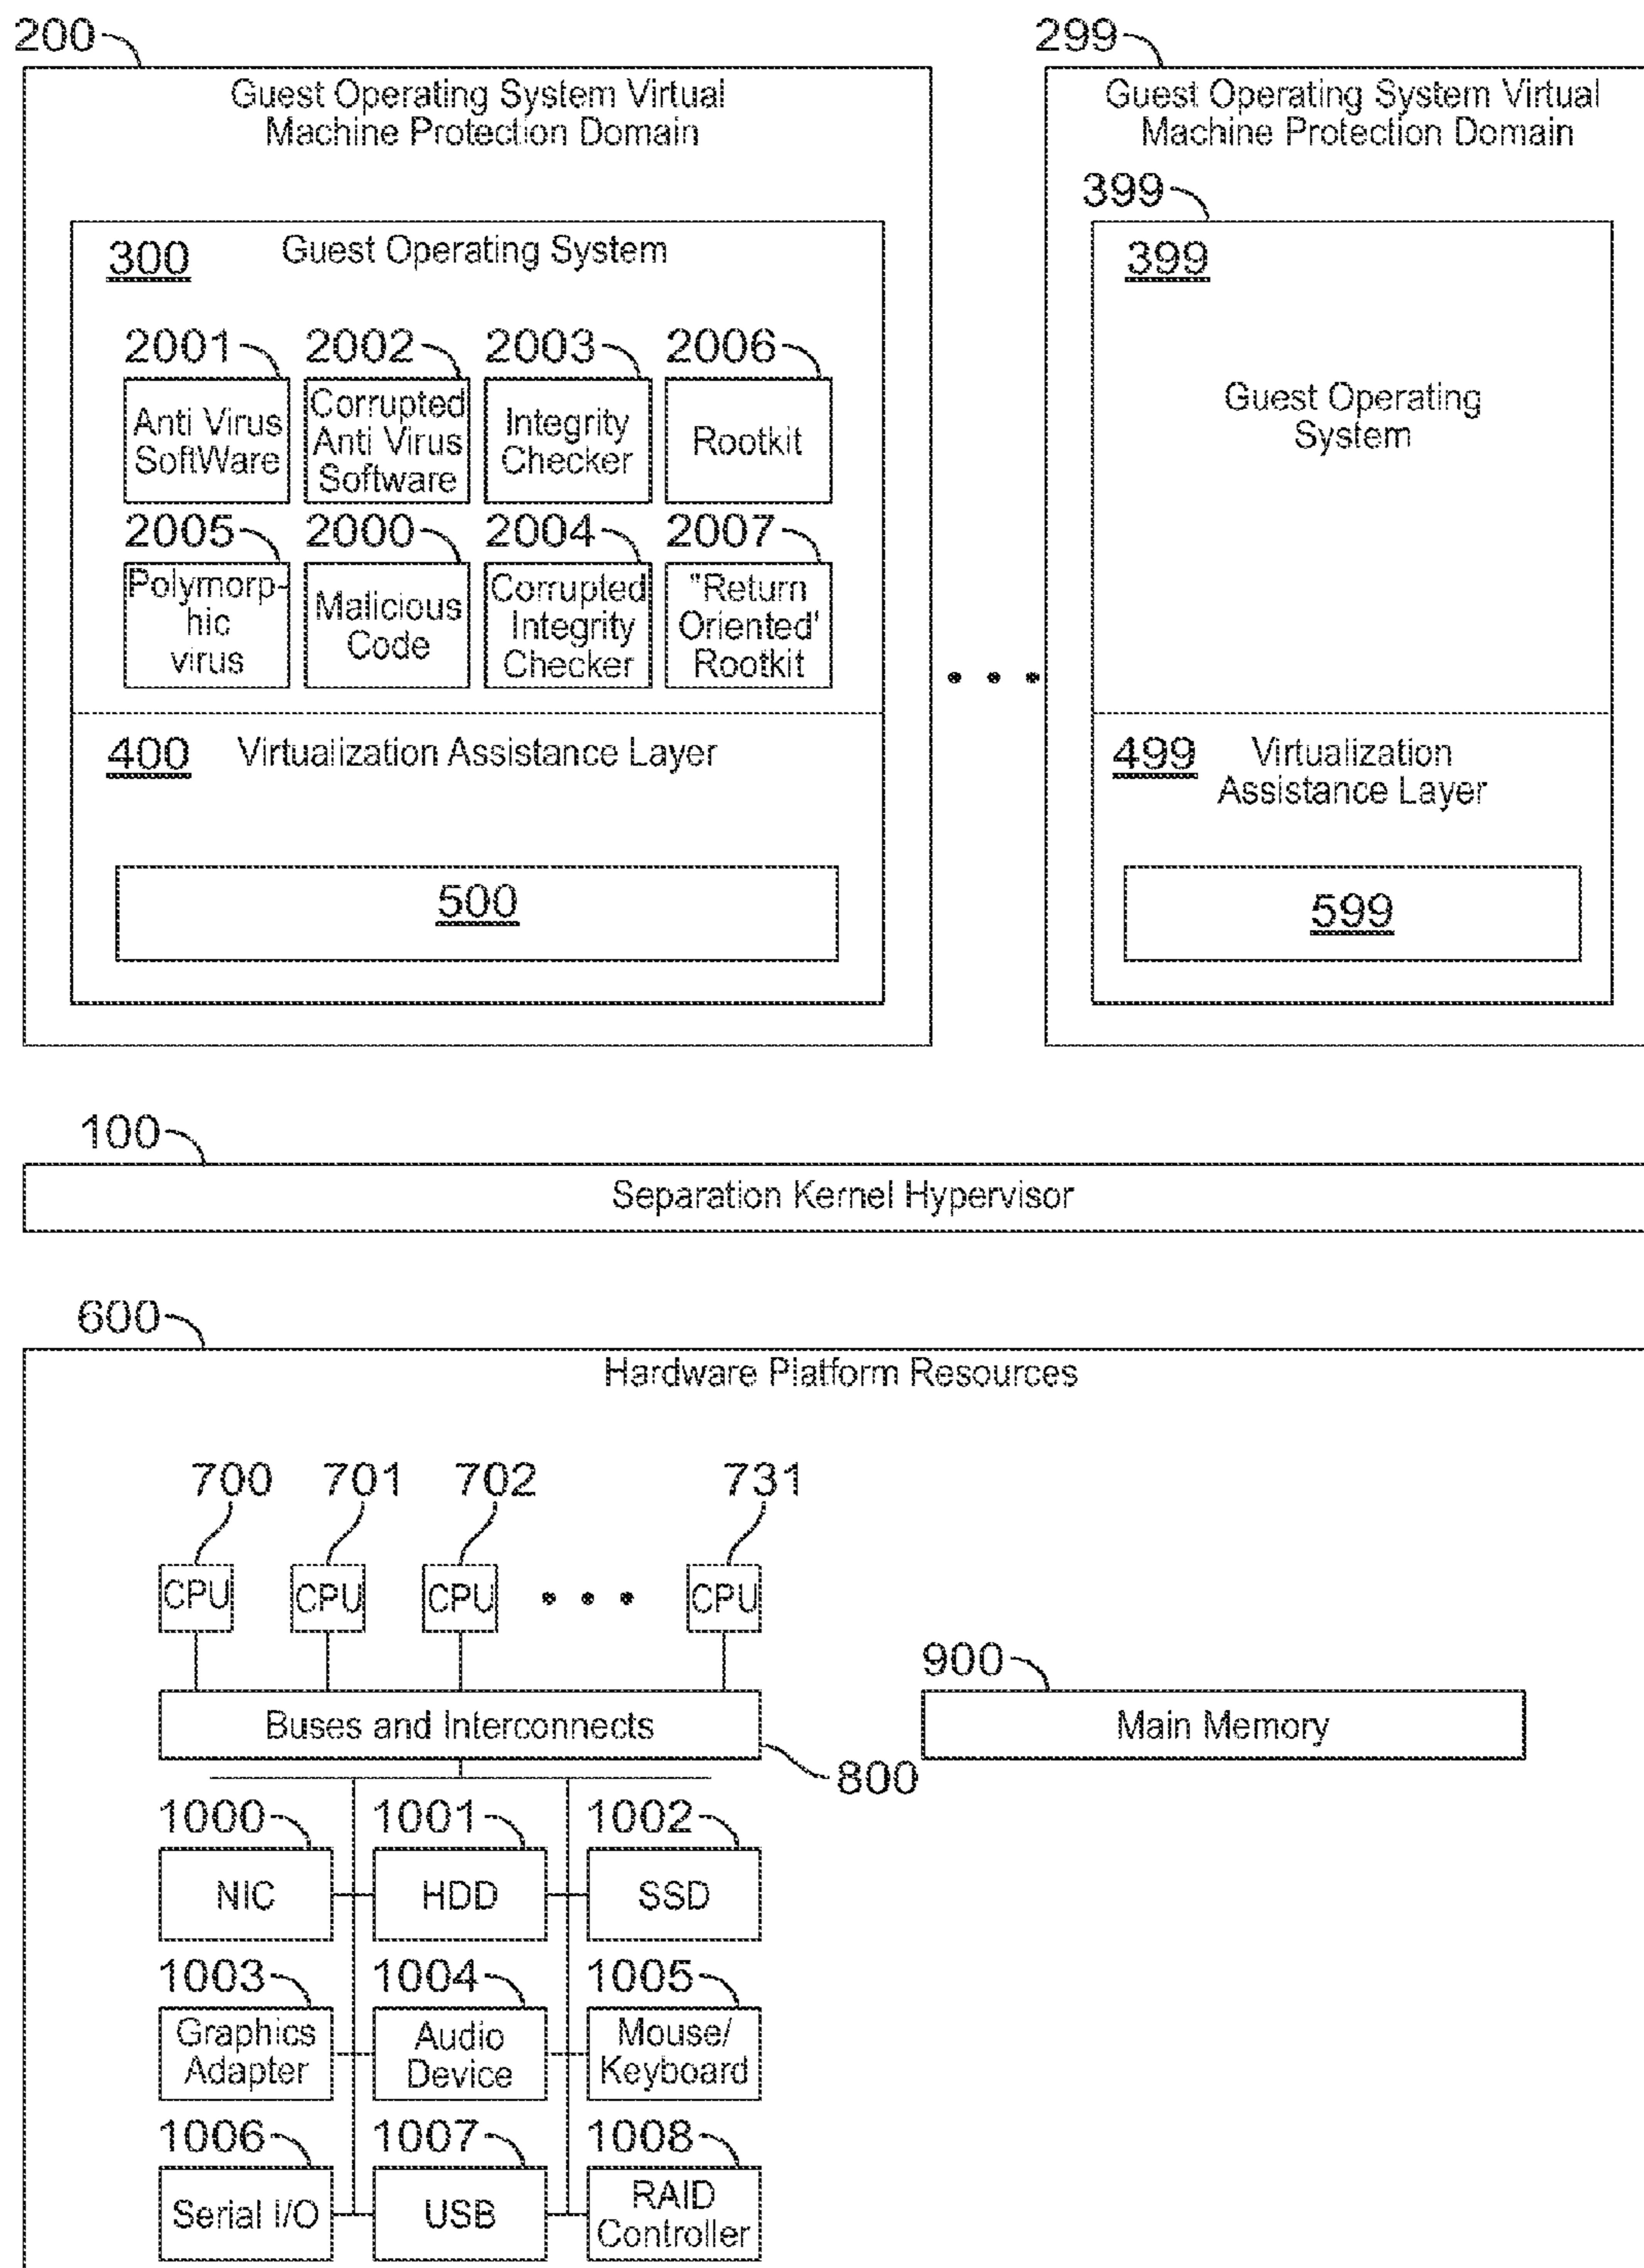 200
Guest Operating System Virtual
Machine Protection Domain
300
Guest Operating System
2001
2002
2003
2006
Anti Virus
SoftWare
Corrupted
Anti Virus
Software
Integrity
Checker
Rootkit
2005
2000
2004
2007
Polymorp-
hic
virus
Malicious
Code
Corrupted
Integrity
Checker
"Return
Oriented'
Rootkit
400
Virtualization Assistance Layer
500
299
Guest Operating System Virtual
Machine Protection Domain
399
399
Guest Operating
System
499
Virtualization
Assistance Layer
599
100
Separation Kernel Hypervisor
600
Hardware Platform Resources
700
701
702
731
CPU
CPU
CPU
CPU
Buses and Interconnects
800
900
Main Memory
1000
1001
1002
NIC
HDD
SSD
1003
1004
1005
Graphics
Adapter
Audio
Device
Mouse/
Keyboard
1006
1007
1008
Serial I/O
USB
RAID
Controller